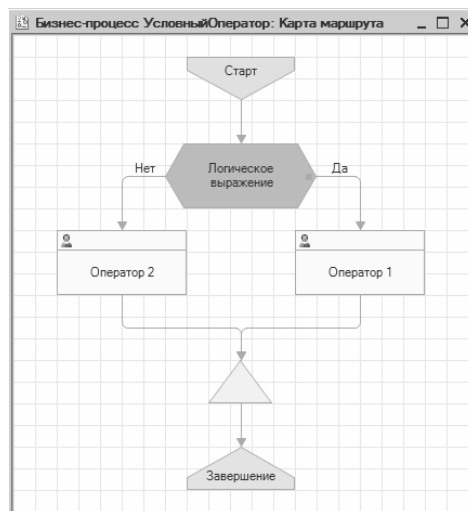 Бизнес-процесс УсловныйОператор: Карта маршрута
Старт
Логическое
выражение
Нет
Да
Оператор 2
Оператор 1
Завершение